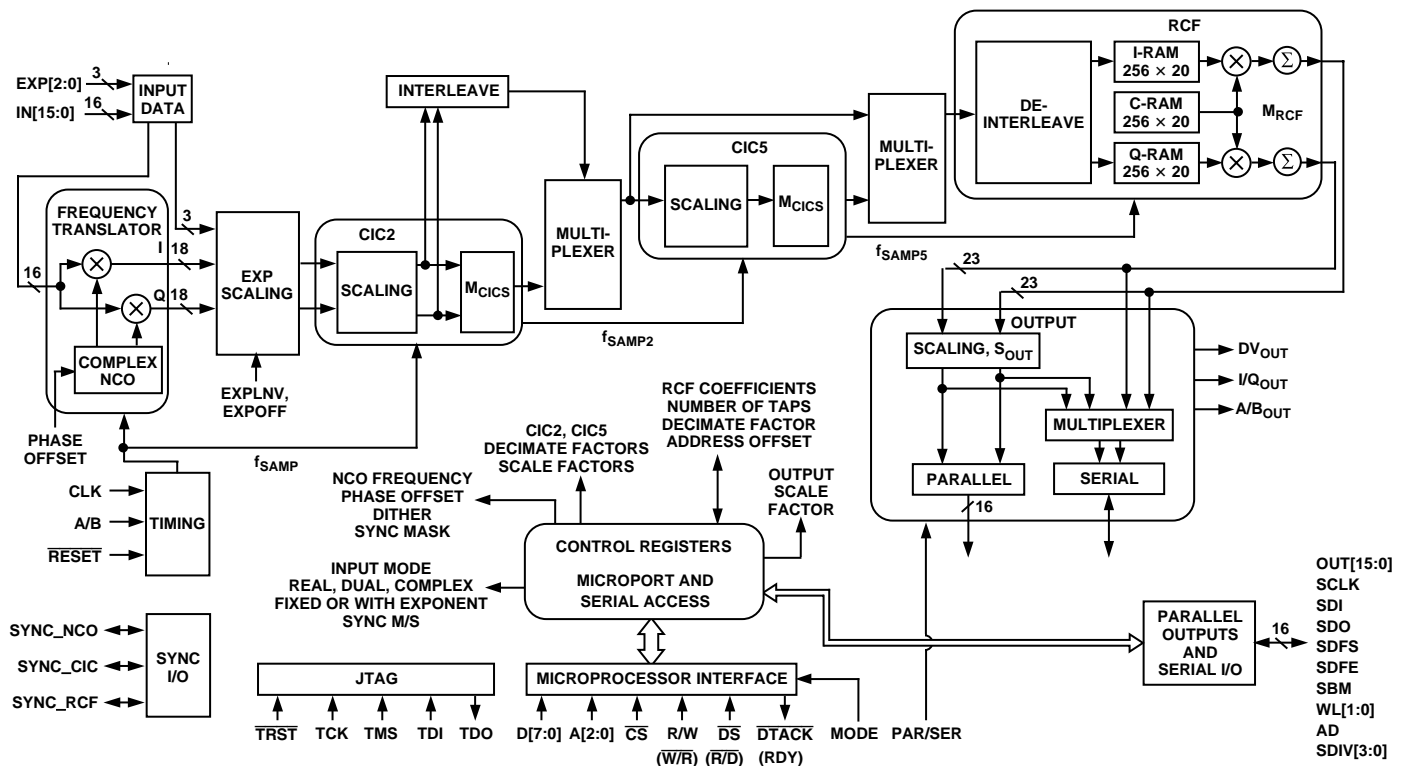 RCF
I-RAM
256 × 20
C-RAM
256 × 20
Q-RAM
256 × 20
M_RCF
DE-
INTERLEAVE
× Σ
× Σ
EXP[2:0] 3
IN[15:0] 16
INPUT
DATA
INTERLEAVE
MULTI-
PLEXER
CIC5
SCALING
M_CICS
f_SAMP5
MULTI-
PLEXER
FREQUENCY
TRANSLATOR
16
×
×
I 18
Q 18
3
COMPLEX
NCO
PHASE
OFFSET
EXP
SCALING
EXPLNV,
EXPOFF
CIC2
SCALING
M_CICS
f_SAMP2
f_SAMP
23
23
OUTPUT
SCALING, S_OUT
MULTIPLEXER
PARALLEL
SERIAL
16
DV_OUT
I/Q_OUT
A/B_OUT
CLK
A/B
RESET
TIMING
RCF COEFFICIENTS
NUMBER OF TAPS
DECIMATE FACTOR
ADDRESS OFFSET
CIC2, CIC5
DECIMATE FACTORS
SCALE FACTORS
NCO FREQUENCY
PHASE OFFSET
DITHER
SYNC MASK
OUTPUT
SCALE
FACTOR
CONTROL REGISTERS
MICROPORT AND
SERIAL ACCESS
INPUT MODE
REAL, DUAL, COMPLEX
FIXED OR WITH EXPONENT
SYNC M/S
SYNC_NCO
SYNC_CIC
SYNC_RCF
SYNC
I/O
JTAG
TRST TCK TMS TDI TDO
MICROPROCESSOR INTERFACE
D[7:0] A[2:0] CS R/W DS DTACK MODE PAR/SER
(W/R) (R/D) (RDY)
PARALLEL
OUTPUTS
AND
SERIAL I/O
16
OUT[15:0]
SCLK
SDI
SDO
SDFS
SDFE
SBM
WL[1:0]
AD
SDIV[3:0]